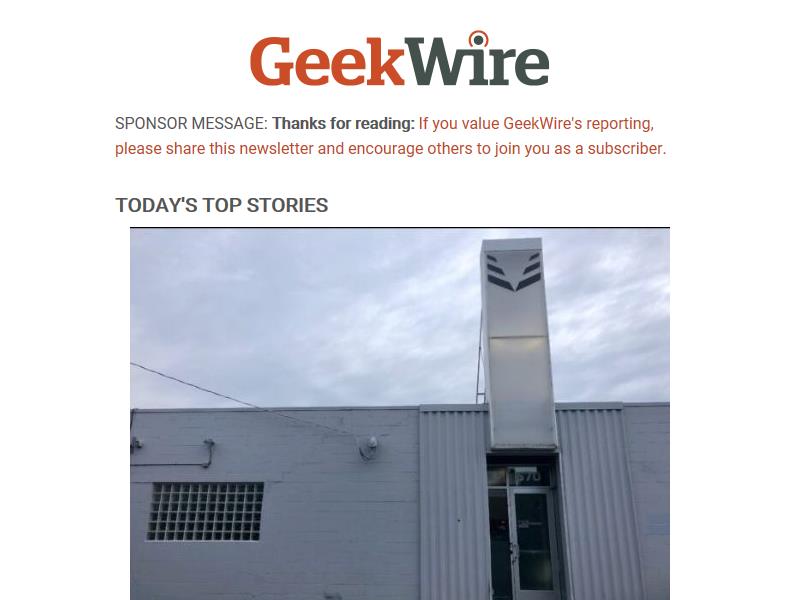 GeekWire
SPONSOR MESSAGE: Thanks for reading: If you value GeekWire's reporting,
please share this newsletter and encourage others to join you as a subscriber.
TODAY'S TOP STORIES